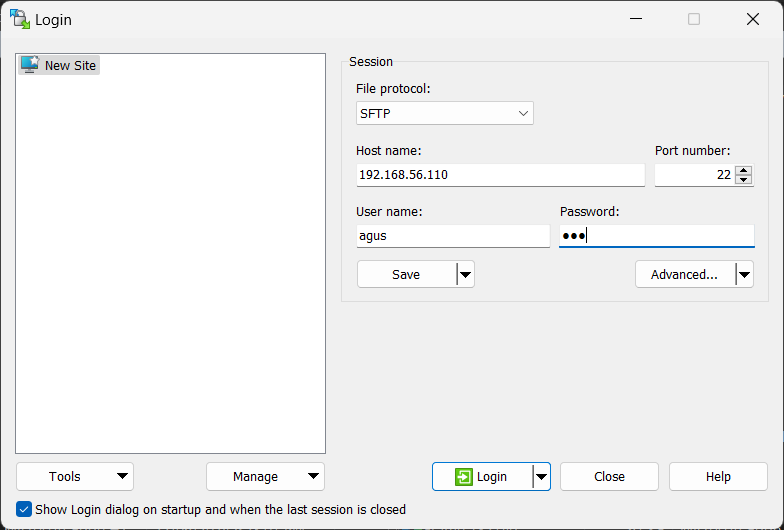 Login
New Site
Session
File protocol:
SFTP
Host name:
Port number:
192.168.56.110
22
User name:
Password:
agus
●●●
Save
Advanced...
Tools
Manage
Login
Close
Help
Show Login dialog on startup and when the last session is closed